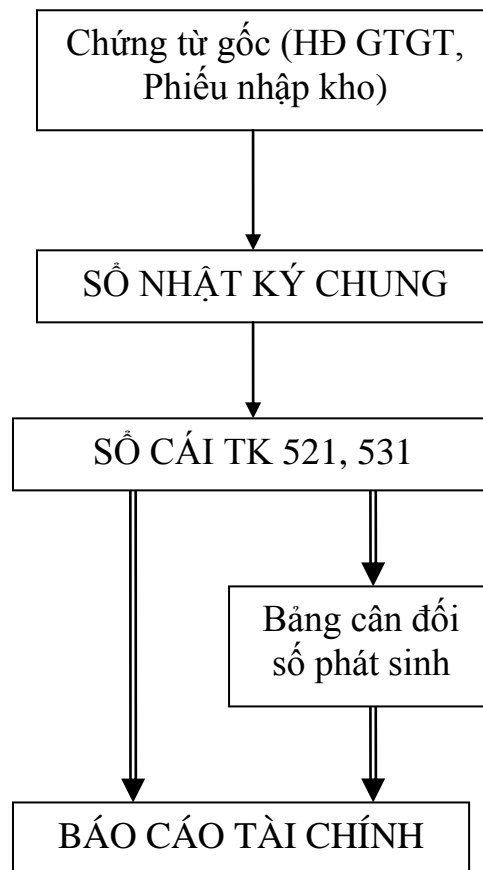 Chứng từ gốc (HĐ GTGT,
Phiếu nhập kho)
SỔ NHẬT KÝ CHUNG
SỔ CÁI TK 521, 531
Bảng cân đối
số phát sinh
BÁO CÁO TÀI CHÍNH